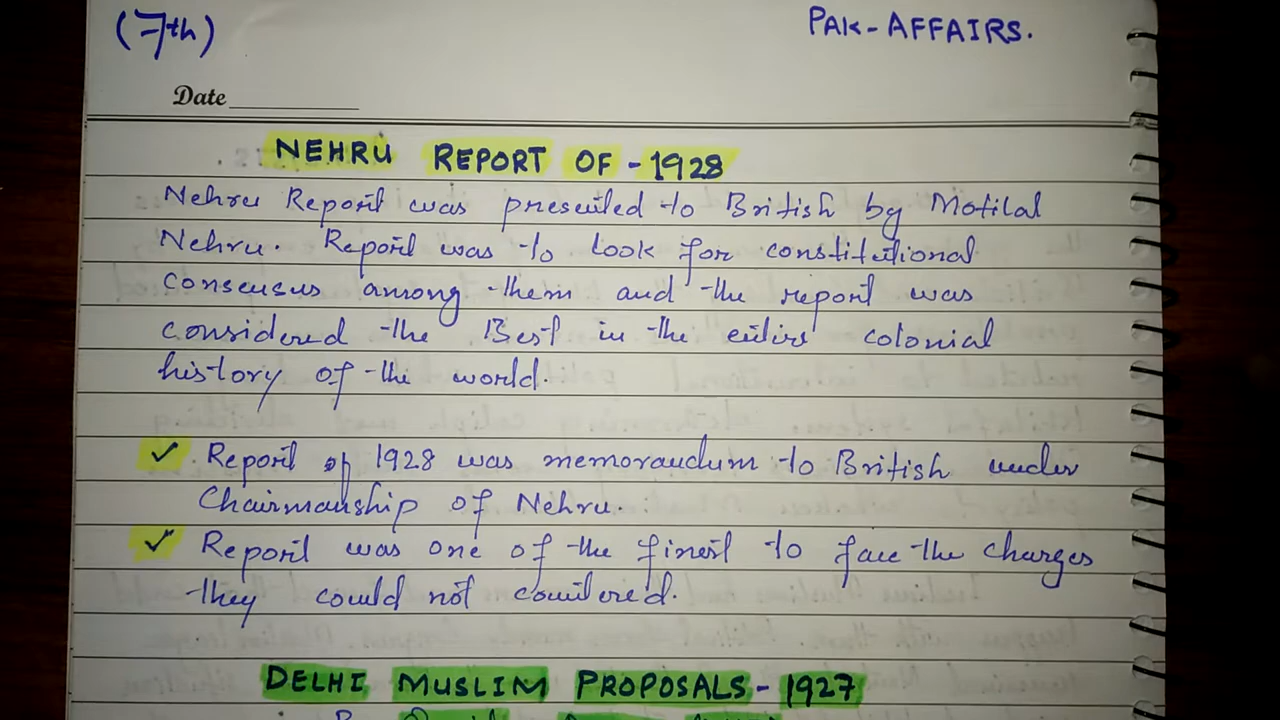 (7th)
PAK-AFFAIRS.
Date
NEHRU REPORT OF - 1928
Nehru Report was presented to British by Motilal
Nehru. Report was to look for constitutional
consensus among them and the report was
considered the Best in the entire colonial
history of the world.
✓ Report of 1928 was memorandum to British under
Chairmanship of Nehru.
✓ Report was one of the finest to face the charges
they could not countered.
DELHI MUSLIM PROPOSALS - 1927